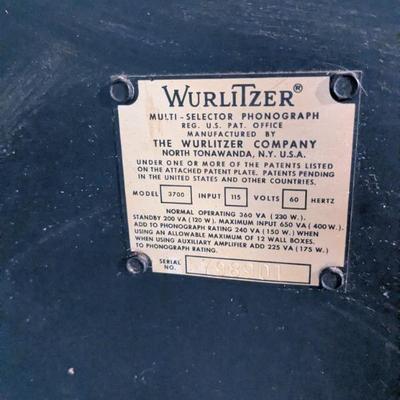 WURLITZER®
MULTI-SELECTOR PHONOGRAPH
REG. U.S. PAT. OFFICE
MANUFACTURED BY
THE WURLITZER COMPANY
NORTH TONAWANDA, N.Y. U.S.A.
UNDER ONE OR MORE OF THE PATENTS LISTED
ON THE ATTACHED PATENT PLATE. PATENTS PENDING
IN THE UNITED STATES AND OTHER COUNTRIES.
MODEL 3700 INPUT 115 VOLTS 60 HERTZ
NORMAL OPERATING 360 VA (230 W.)
STANDBY 200 VA (120 W). MAXIMUM INPUT 650 VA (400 W.)
ADD TO PHONOGRAPH RATING 240 VA (150 W.) WHEN
USING AN ALLOWABLE MAXIMUM OF 12 WALL BOXES.
WHEN USING AUXILIARY AMPLIFIER ADD 225 VA (175 W.)
TO PHONOGRAPH RATING.
SERIAL
NO.